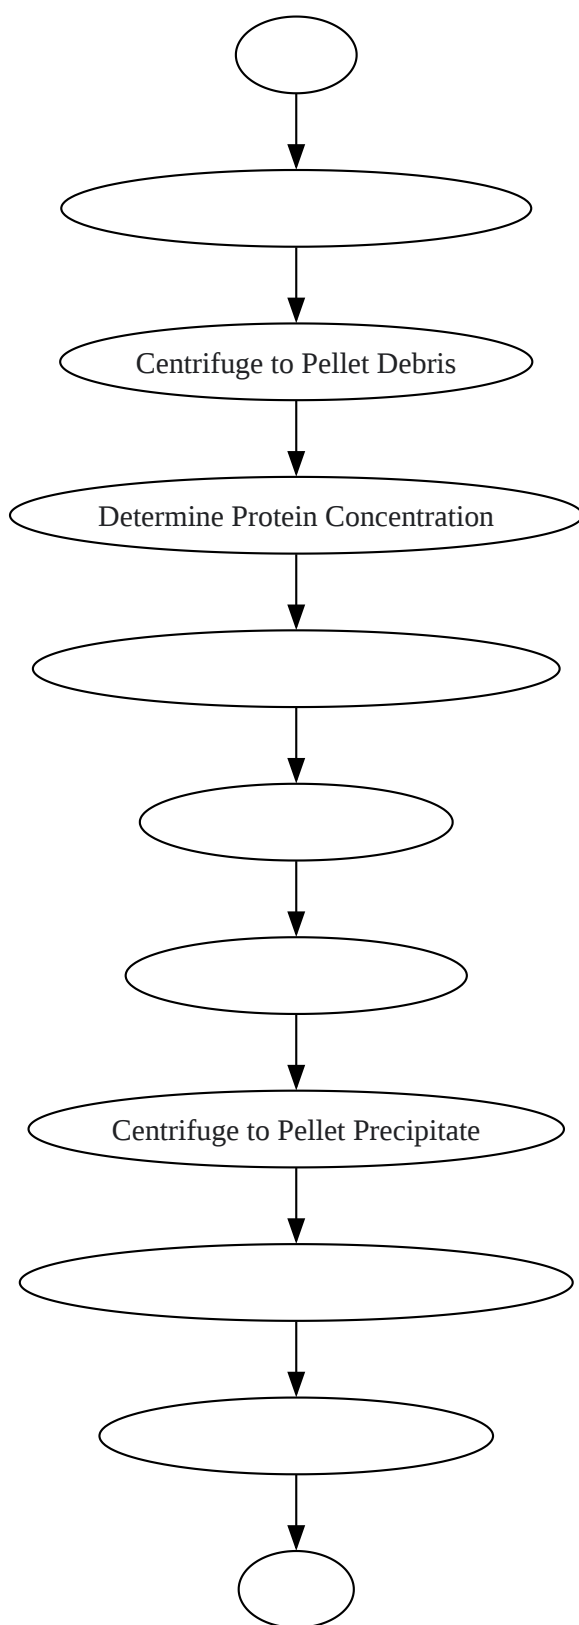 Centrifuge to Pellet Debris
Determine Protein Concentration
Centrifuge to Pellet Precipitate